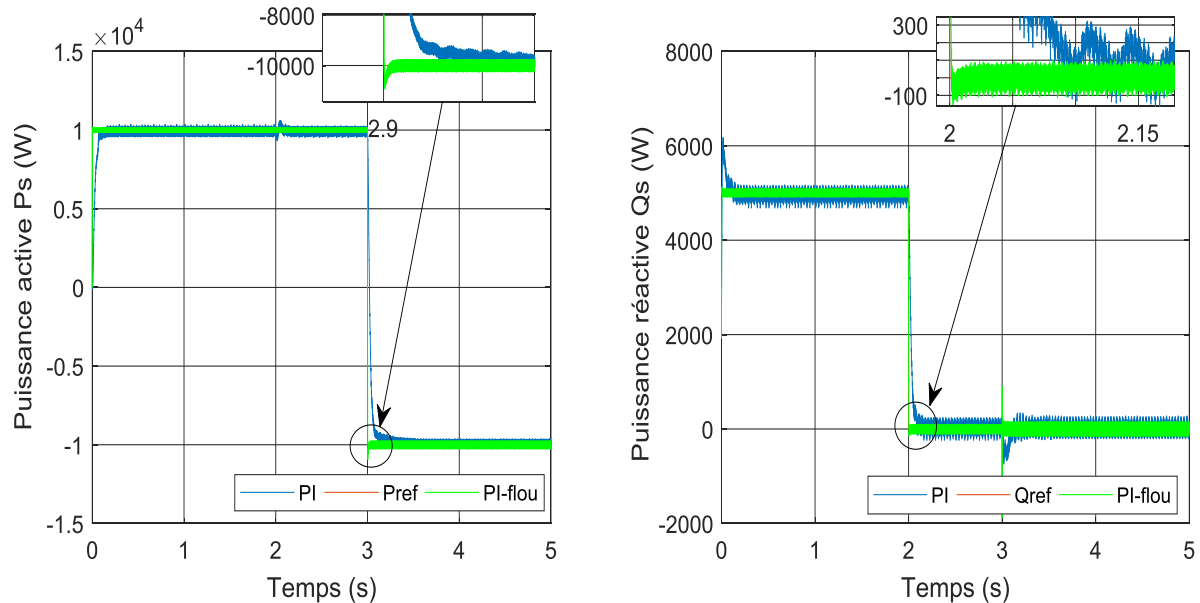 ×10⁴
1.5
1
0.5
0
-0.5
-1
-1.5
Puissance active Ps (W)
-8000
-10000
2.9
PI Pref PI-flou
0 1 2 3 4 5
Temps (s)
8000
6000
4000
2000
0
-2000
Puissance réactive Qs (W)
300
-100
2 2.15
PI Qref PI-flou
0 1 2 3 4 5
Temps (s)